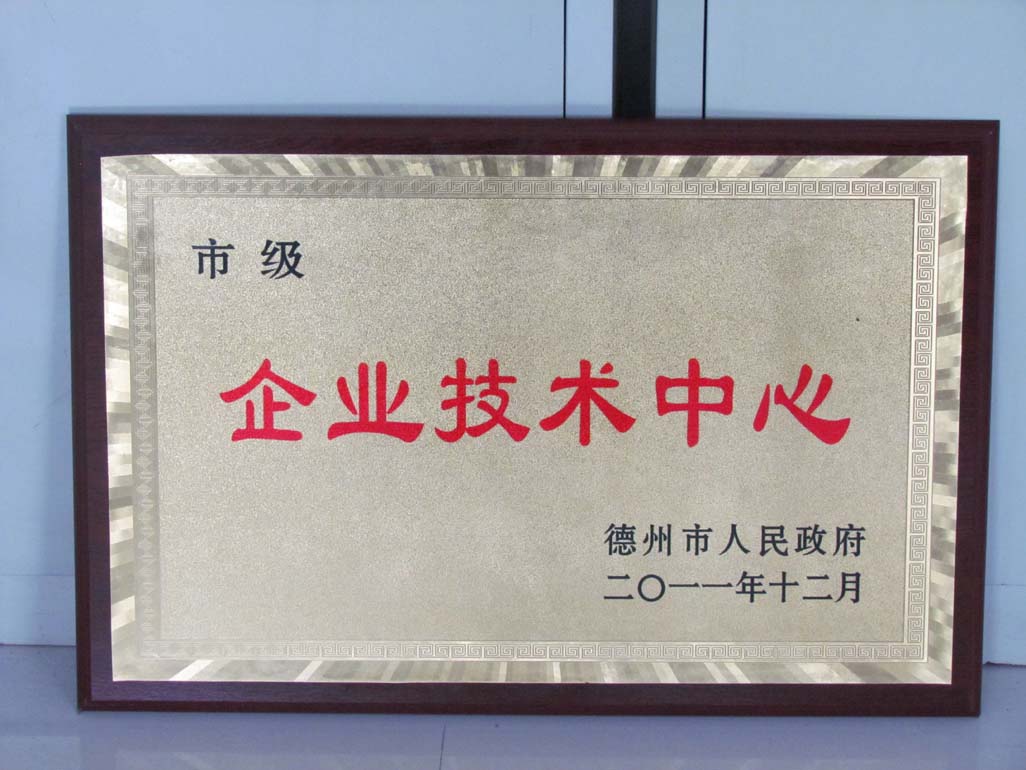 市级
企业技术中心
德州市人民政府
二〇一一年十二月